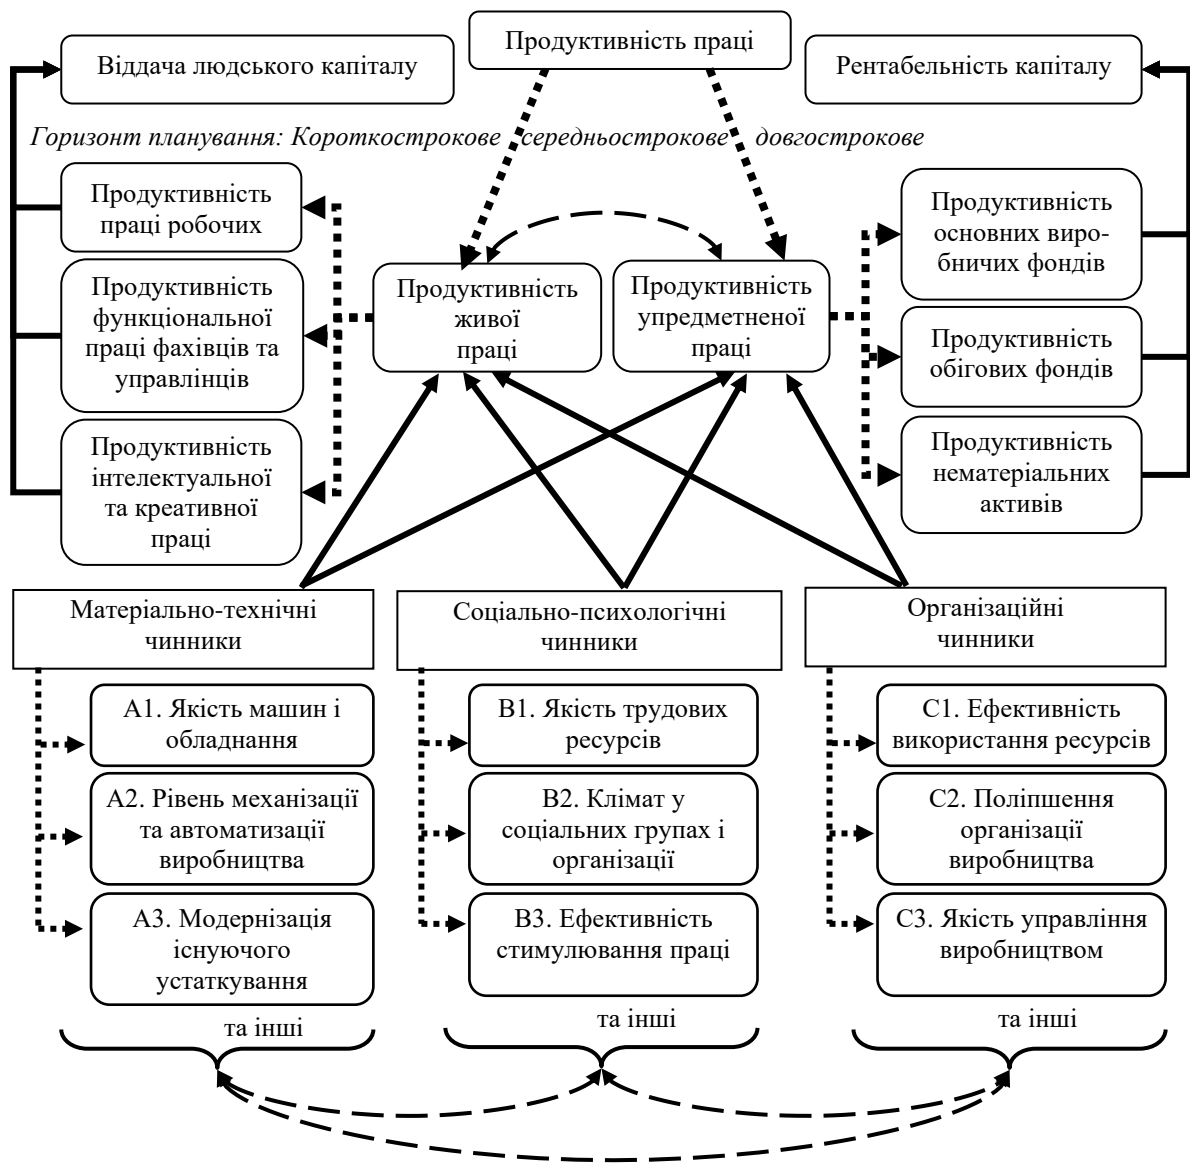 Продуктивність праці
Віддача людського капіталу
Рентабельність капіталу
Горизонт планування: Короткострокове середньострокове довгострокове
Продуктивність
праці робочих
Продуктивність
функціональної
праці фахівців та
управлінців
Продуктивність
інтелектуальної
та креативної
праці
Продуктивність
живої
праці
Продуктивність
упредметненої
праці
Продуктивність
основних виро-
бничих фондів
Продуктивність
обігових фондів
Продуктивність
нематеріальних
активів
Матеріально-технічні
чинники
Соціально-психологічні
чинники
Організаційні
чинники
А1. Якість машин і
обладнання
А2. Рівень механізації
та автоматизації
виробництва
А3. Модернізація
існуючого
устаткування
та інші
В1. Якість трудових
ресурсів
В2. Клімат у
соціальних групах і
організації
В3. Ефективність
стимулювання праці
та інші
С1. Ефективність
використання ресурсів
С2. Поліпшення
організації
виробництва
С3. Якість управління
виробництвом
та інші